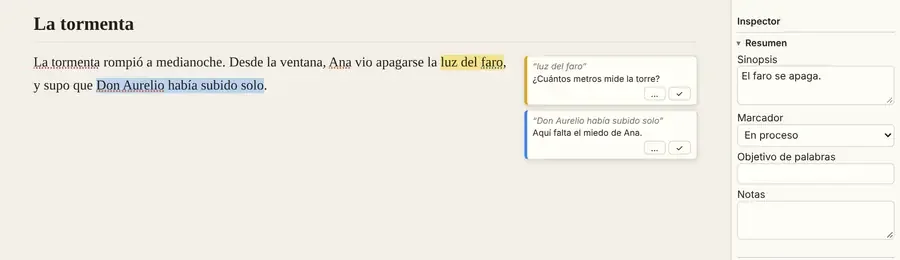 La tormenta
La tormenta rompió a medianoche. Desde la ventana, Ana vio apagarse la luz del faro,
y supo que Don Aurelio había subido solo.
“luz del faro”
¿Cuántos metros mide la torre?
... ✓
“Don Aurelio había subido solo”
Aquí falta el miedo de Ana.
... ✓
Inspector
▾ Resumen
Sinopsis
El faro se apaga.
Marcador
En proceso
Objetivo de palabras
Notas